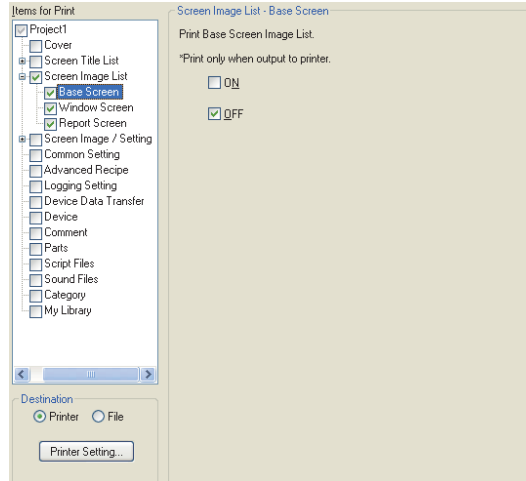 Items for Print
Project1
Cover
Screen Title List
Screen Image List
Base Screen
Window Screen
Report Screen
Screen Image / Setting
Common Setting
Advanced Recipe
Logging Setting
Device Data Transfer
Device
Comment
Parts
Script Files
Sound Files
Category
My Library
Destination
Printer File
Printer Setting...
Screen Image List - Base Screen
Print Base Screen Image List.
*Print only when output to printer.
ON
OFF